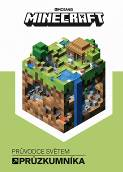 MOJANG
MINECRAFT
PRŮVODCE SVĚTEM
PRŮZKUMNÍKA